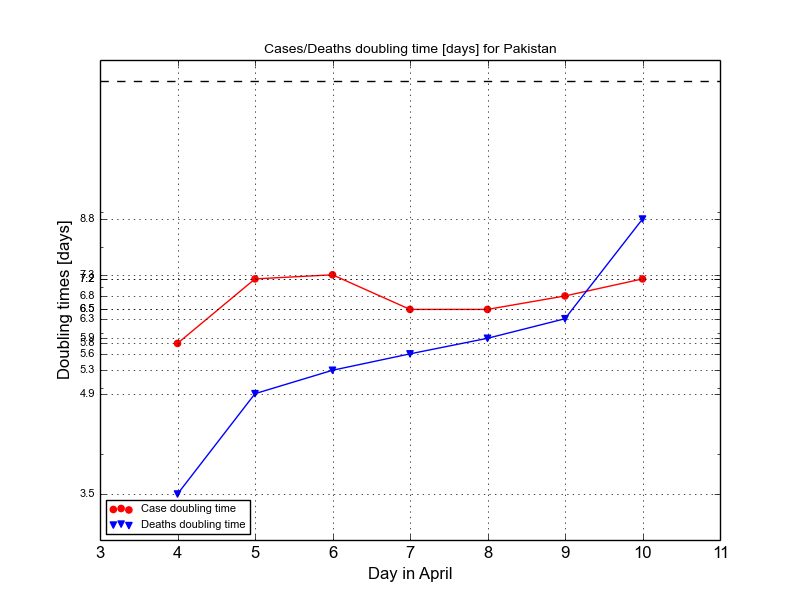 Cases/Deaths doubling time [days] for Pakistan
Doubling times [days]
8.8
7.3
7.2
6.8
6.5
6.3
5.9
5.8
5.6
5.3
4.9
3.5
Case doubling time
Deaths doubling time
3 4 5 6 7 8 9 10 11
Day in April